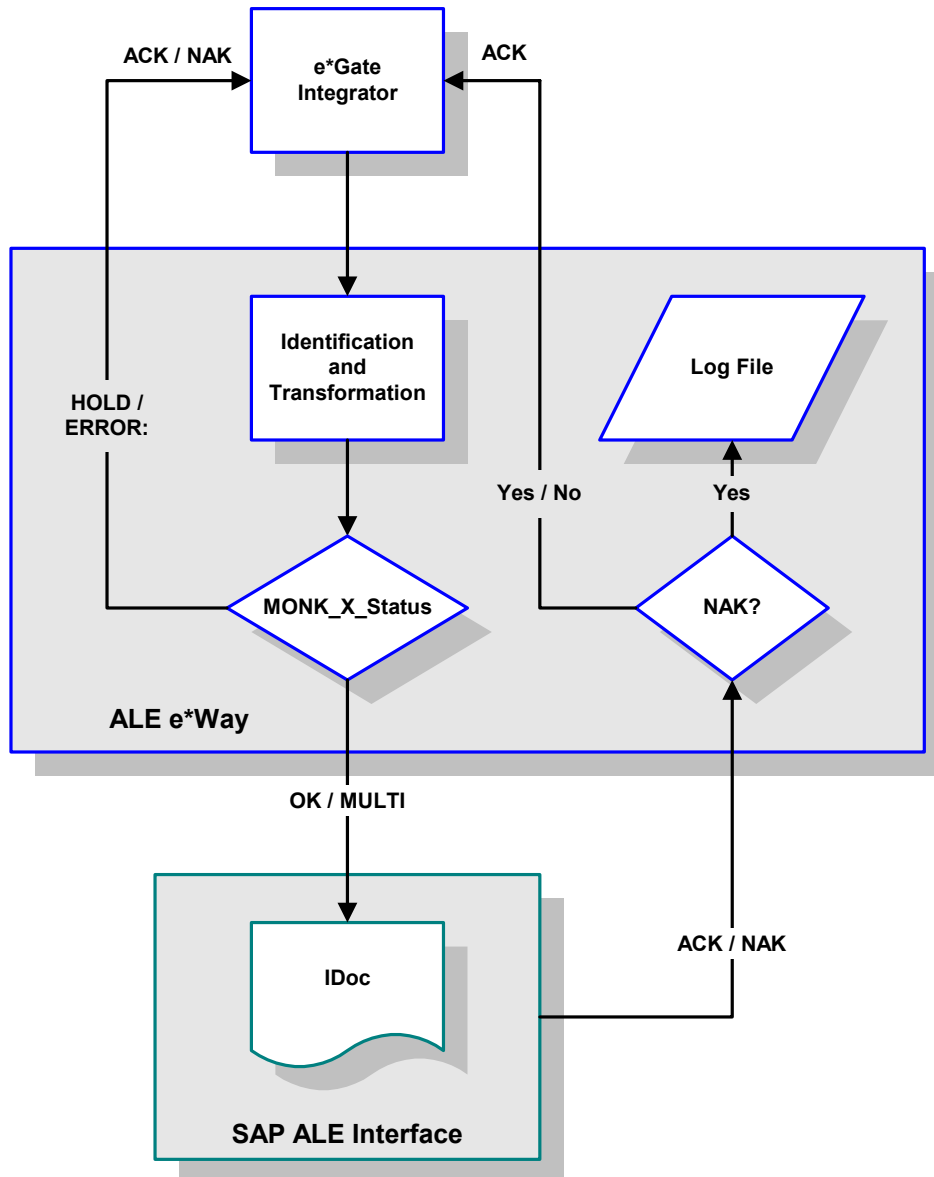 ACK / NAK
e*Gate
Integrator
ACK
Identification
and
Transformation
Log File
HOLD /
ERROR:
Yes / No
Yes
MONK_X_Status
NAK?
ALE e*Way
OK / MULTI
ACK / NAK
IDoc
SAP ALE Interface